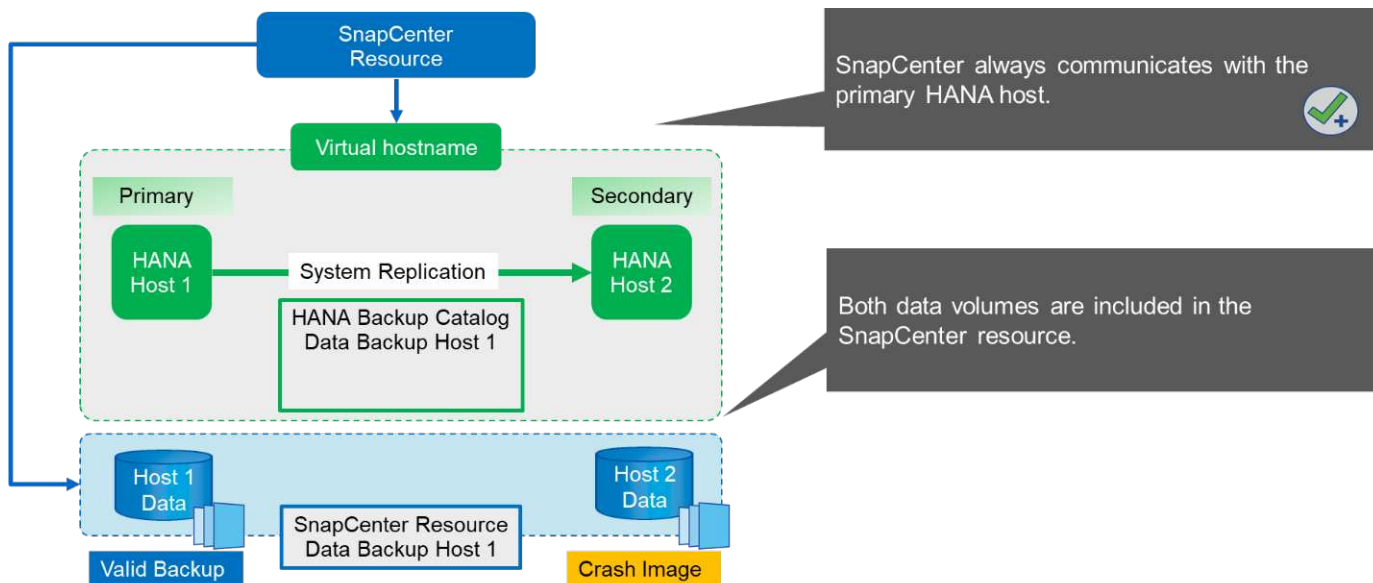 SnapCenter
Resource
SnapCenter always communicates with the
primary HANA host.
Virtual hostname
Primary
Secondary
HANA
Host 1
System Replication
HANA
Host 2
HANA Backup Catalog
Data Backup Host 1
Both data volumes are included in the
SnapCenter resource.
Host 1
Data
Host 2
Data
SnapCenter Resource
Data Backup Host 1
Valid Backup
Crash Image